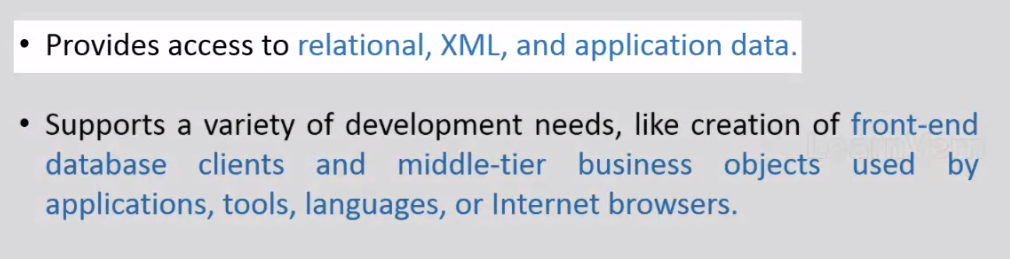 • Provides access to relational, XML, and application data.
• Supports a variety of development needs, like creation of front-end
database clients and middle-tier business objects used by
applications, tools, languages, or Internet browsers.